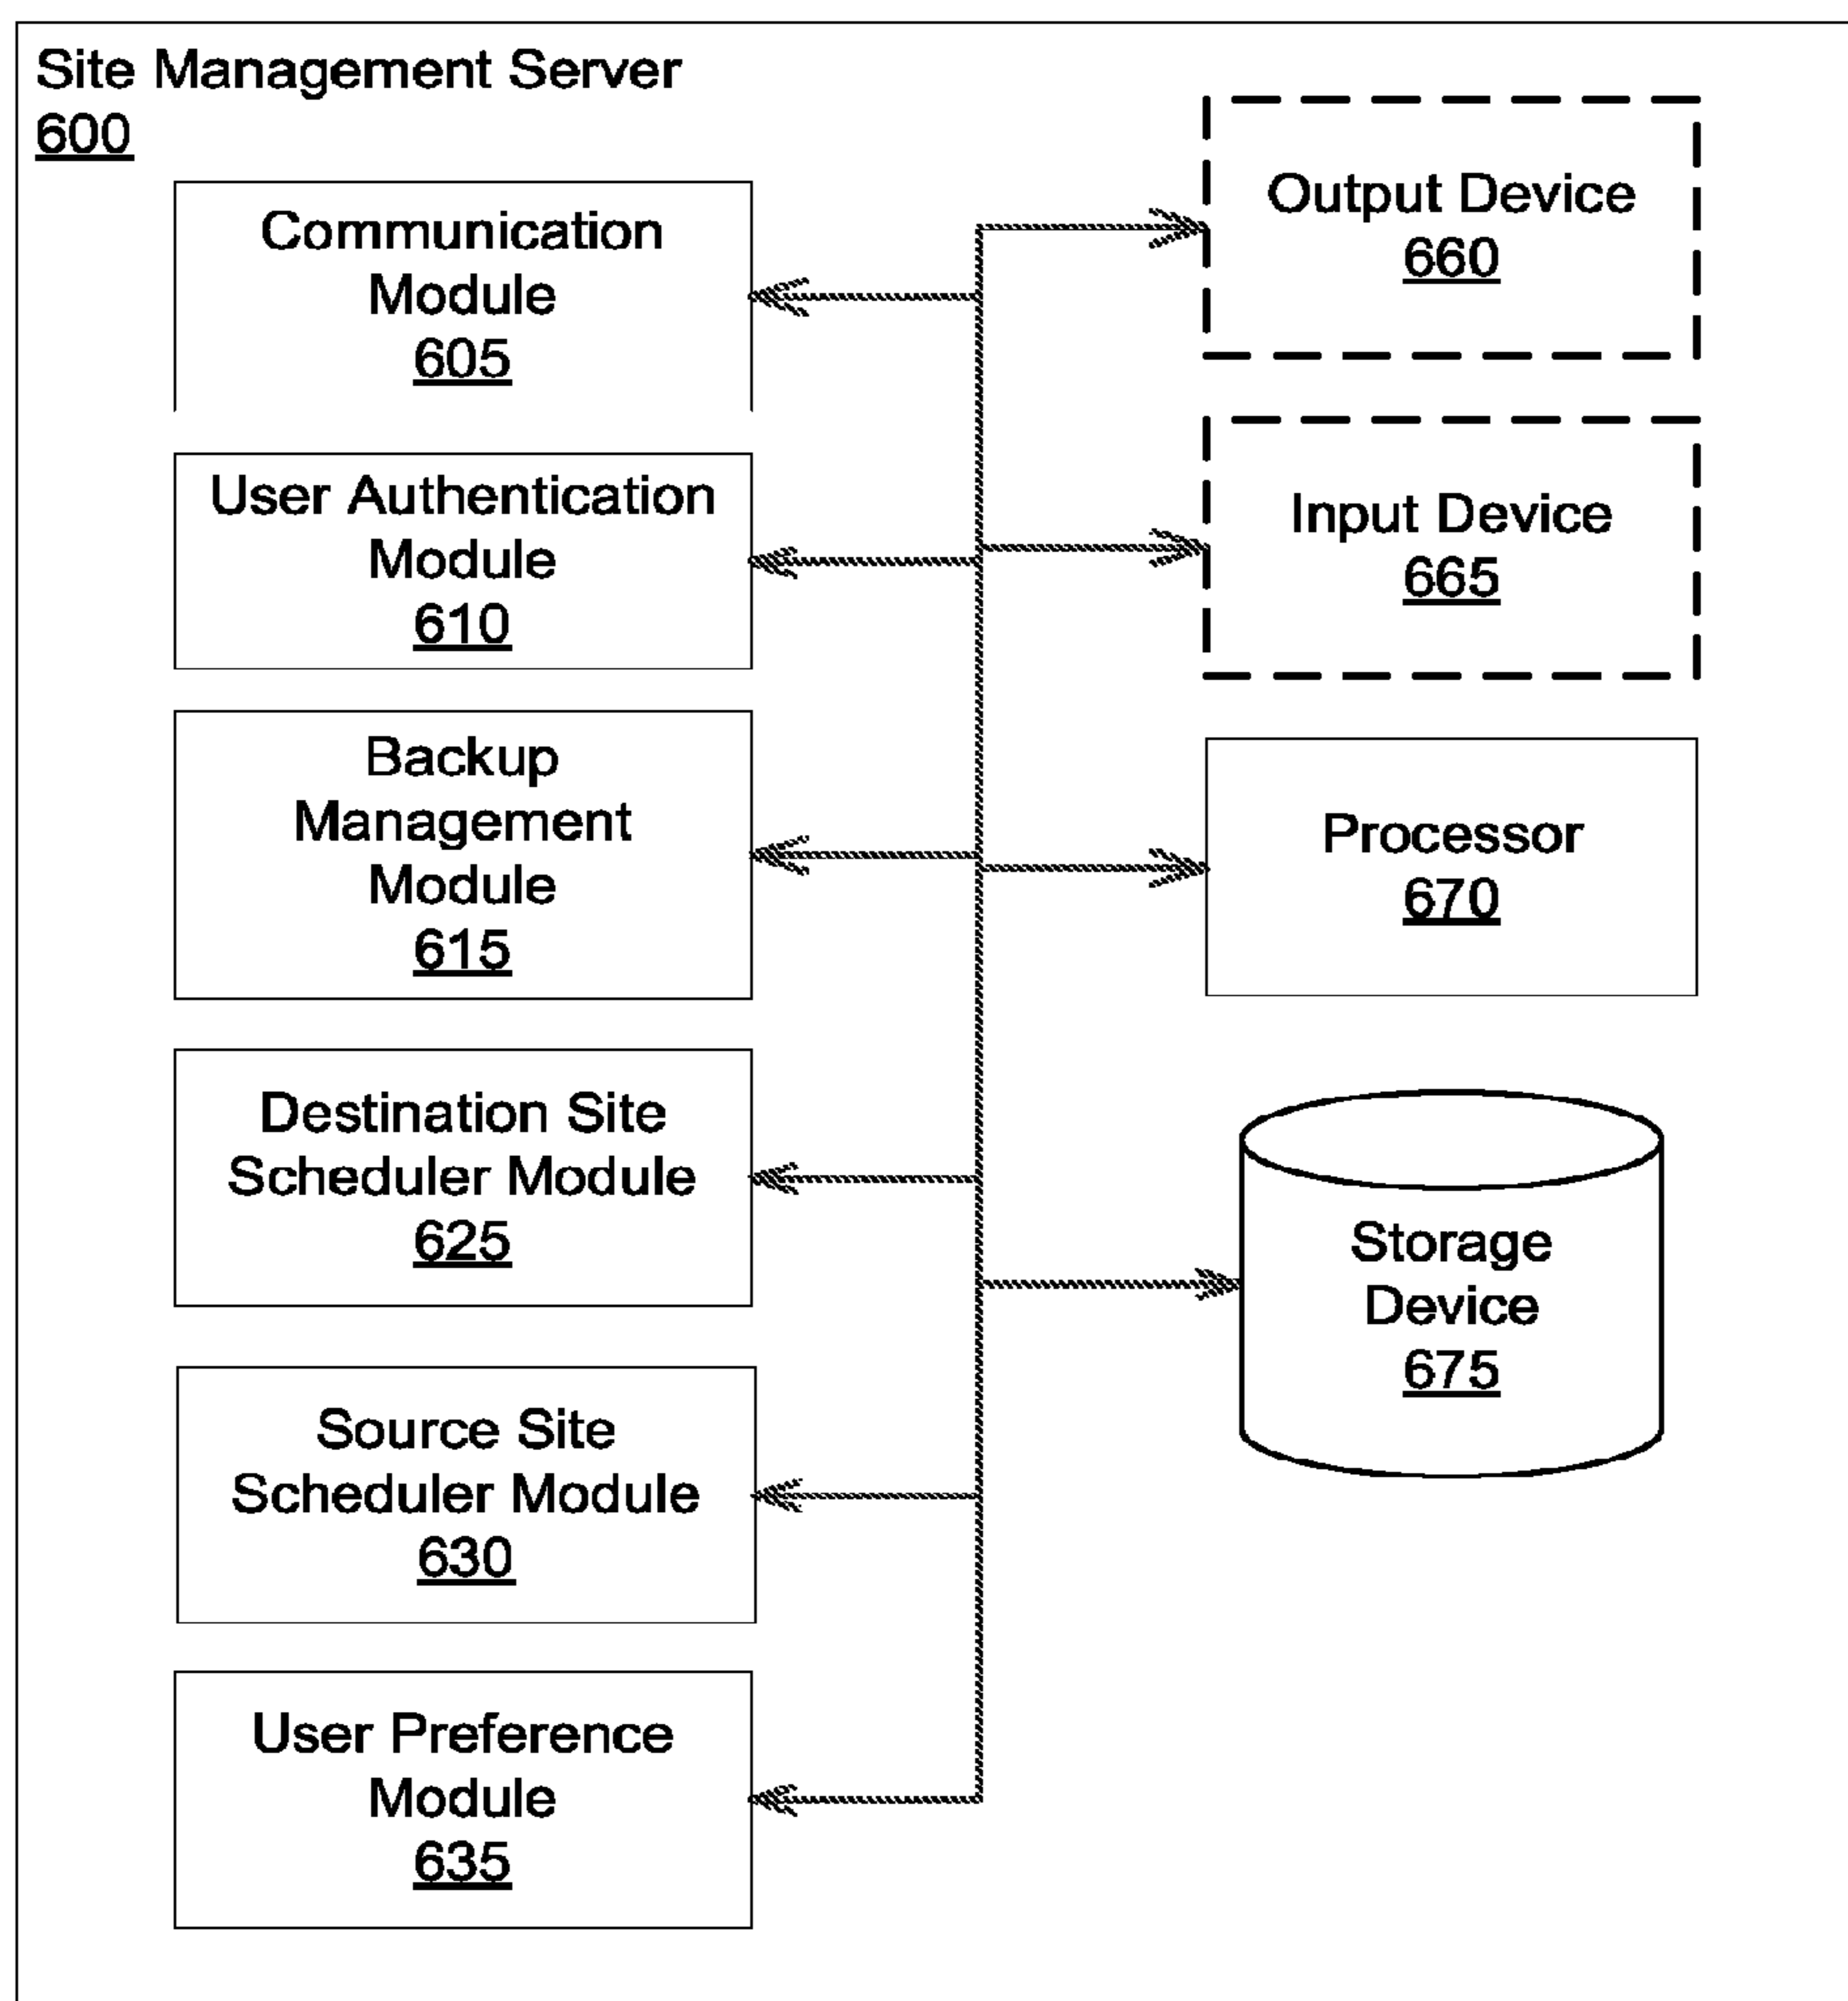 Site Management Server
600
Communication
Module
605
User Authentication
Module
610
Backup
Management
Module
615
Destination Site
Scheduler Module
625
Source Site
Scheduler Module
630
User Preference
Module
635
Output Device
660
Input Device
665
Processor
670
Storage
Device
675